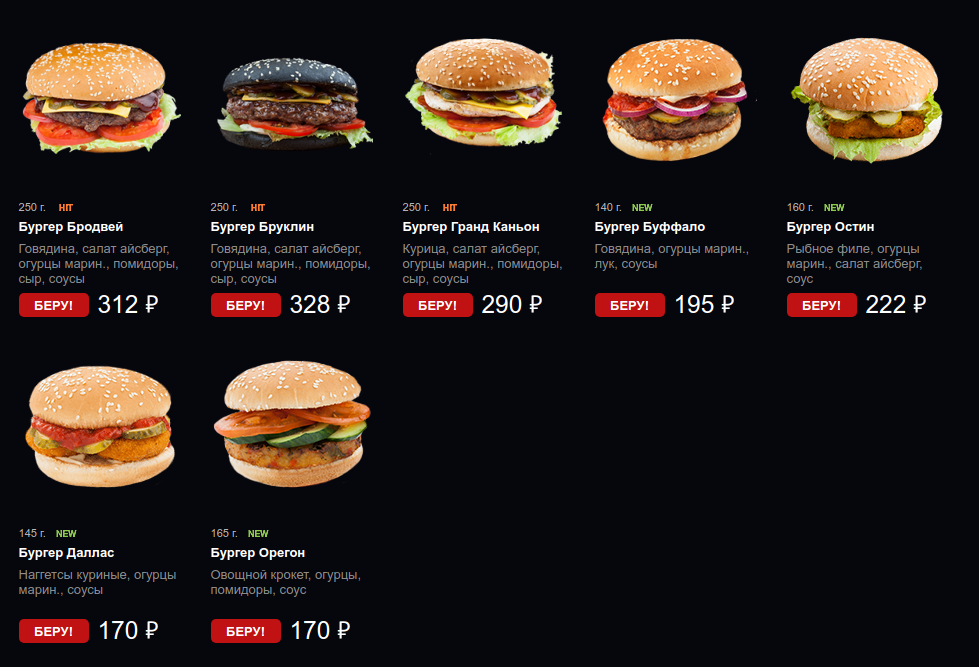 250 г. HIT
Бургер Бродвей
Говядина, салат айсберг,
огурцы марин., помидоры,
сыр, соусы
БЕРУ! 312 ₽
250 г. HIT
Бургер Бруклин
Говядина, салат айсберг,
огурцы марин., помидоры,
сыр, соусы
БЕРУ! 328 ₽
250 г. HIT
Бургер Гранд Каньон
Курица, салат айсберг,
огурцы марин., помидоры,
сыр, соусы
БЕРУ! 290 ₽
140 г. NEW
Бургер Буффало
Говядина, огурцы марин.,
лук, соусы
БЕРУ! 195 ₽
160 г. NEW
Бургер Остин
Рыбное филе, огурцы
марин., салат айсберг,
соус
БЕРУ! 222 ₽
145 г. NEW
Бургер Даллас
Наггетсы куриные, огурцы
марин., соусы
БЕРУ! 170 ₽
165 г. NEW
Бургер Орегон
Овощной крокет, огурцы,
помидоры, соус
БЕРУ! 170 ₽